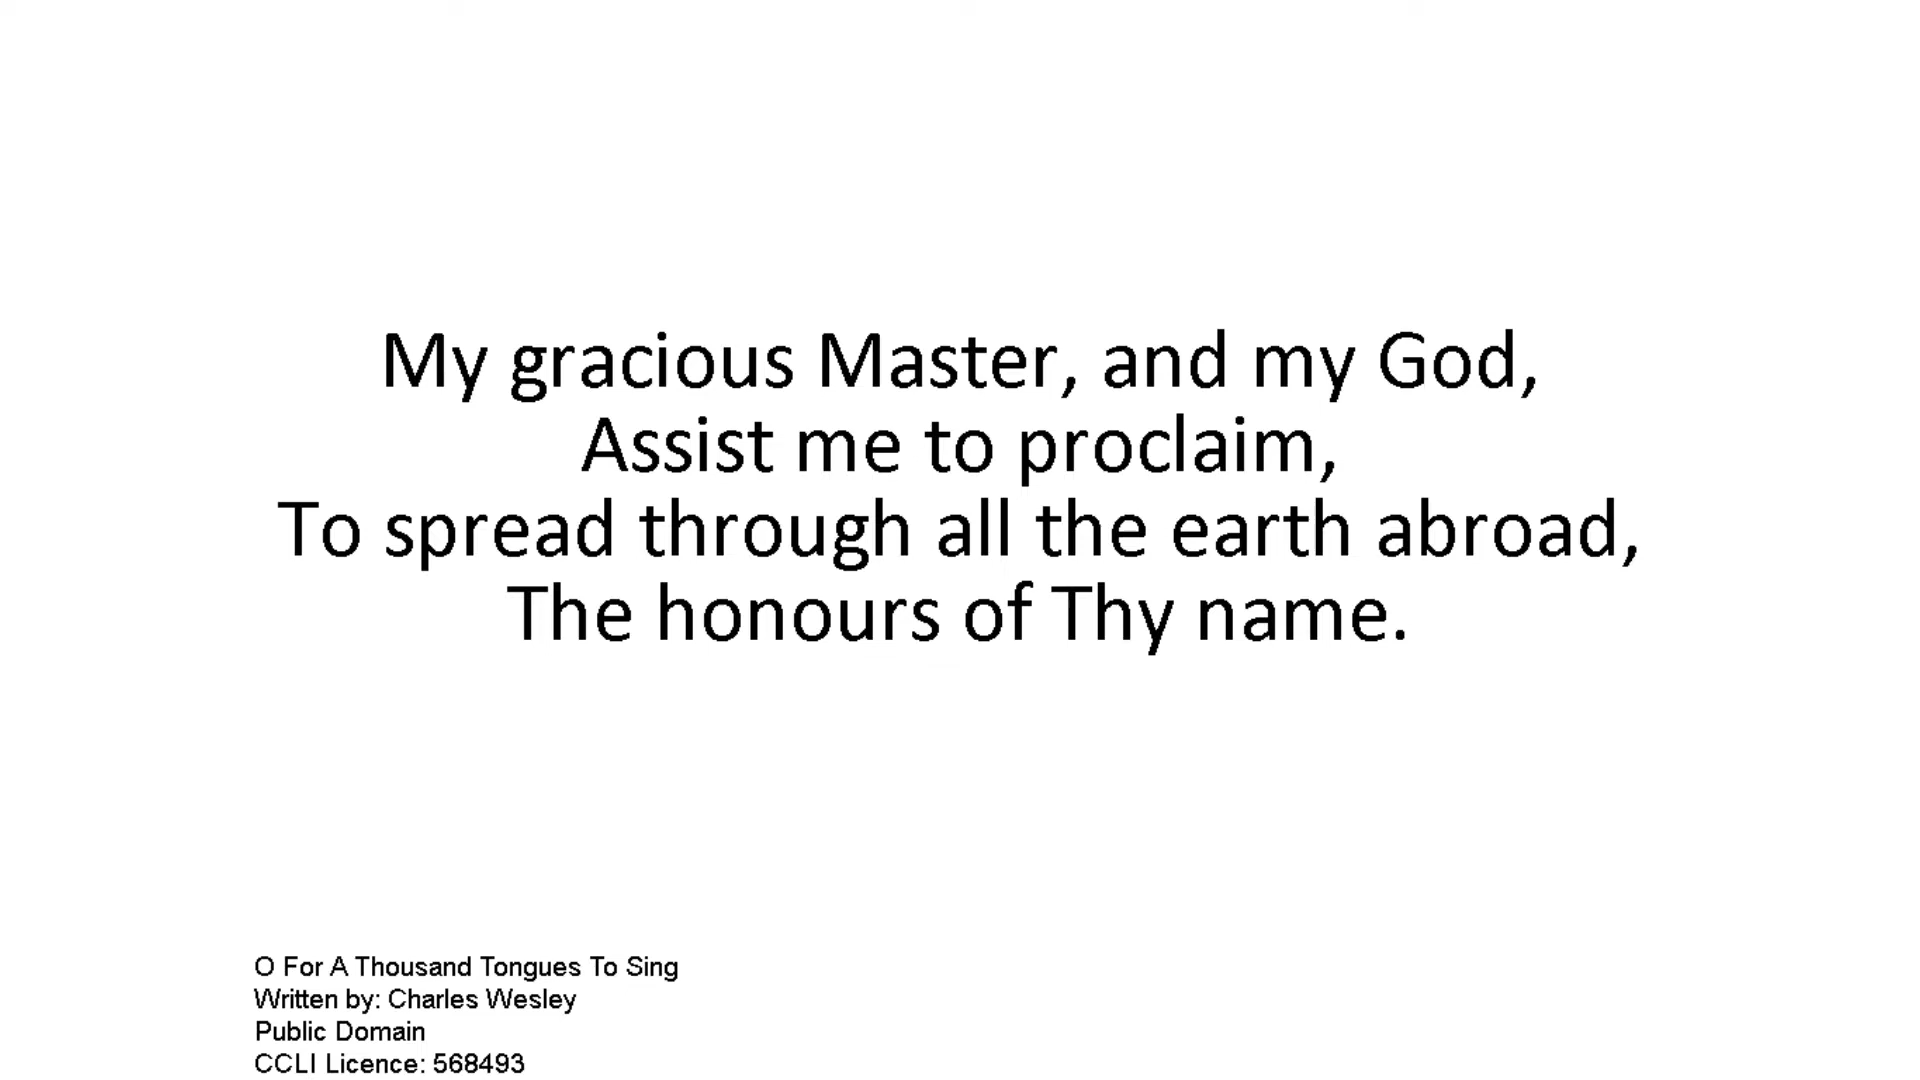 My gracious Master, and my God,
Assist me to proclaim,
To spread through all the earth abroad,
The honours of Thy name.
O For A Thousand Tongues To Sing
Written by: Charles Wesley
Public Domain
CCLI Licence: 568493